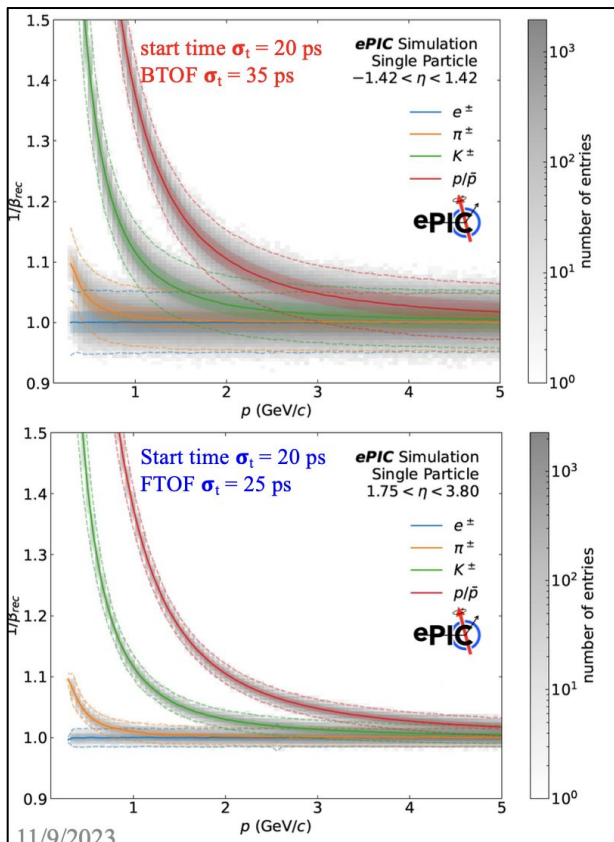 1.5
1.4
1.3
1.2
1.1
1.0
0.9
1/βrec
start time σt = 20 ps
BTOF σt = 35 ps
ePIC Simulation
Single Particle
−1.42 < η < 1.42
e ±
π ±
K ±
p/p̄
ePIC
1 2 3 4 5
p (GeV/c)
10³
10²
10¹
10⁰
number of entries
1.5
1.4
1.3
1.2
1.1
1.0
0.9
1/βrec
Start time σt = 20 ps
FTOF σt = 25 ps
ePIC Simulation
Single Particle
1.75 < η < 3.80
e ±
π ±
K ±
p/p̄
ePIC
1 2 3 4 5
p (GeV/c)
10³
10²
10¹
10⁰
number of entries
11/9/2023